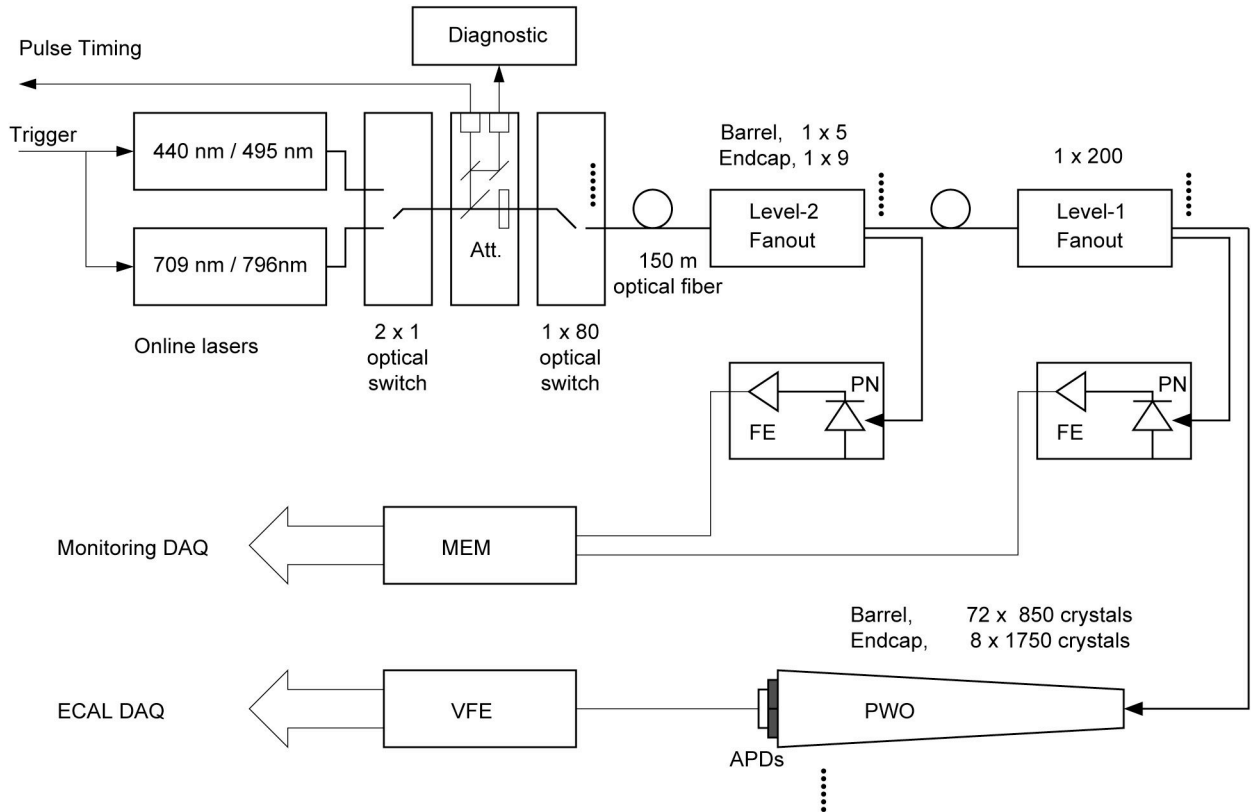 Diagnostic
Pulse Timing
Trigger
440 nm / 495 nm
709 nm / 796nm
Online lasers
2 x 1
optical
switch
Att.
1 x 80
optical
switch
150 m
optical fiber
Barrel, 1 x 5
Endcap, 1 x 9
Level-2
Fanout
1 x 200
Level-1
Fanout
PN
FE
PN
FE
Monitoring DAQ
MEM
Barrel, 72 x 850 crystals
Endcap, 8 x 1750 crystals
ECAL DAQ
VFE
PWO
APDs